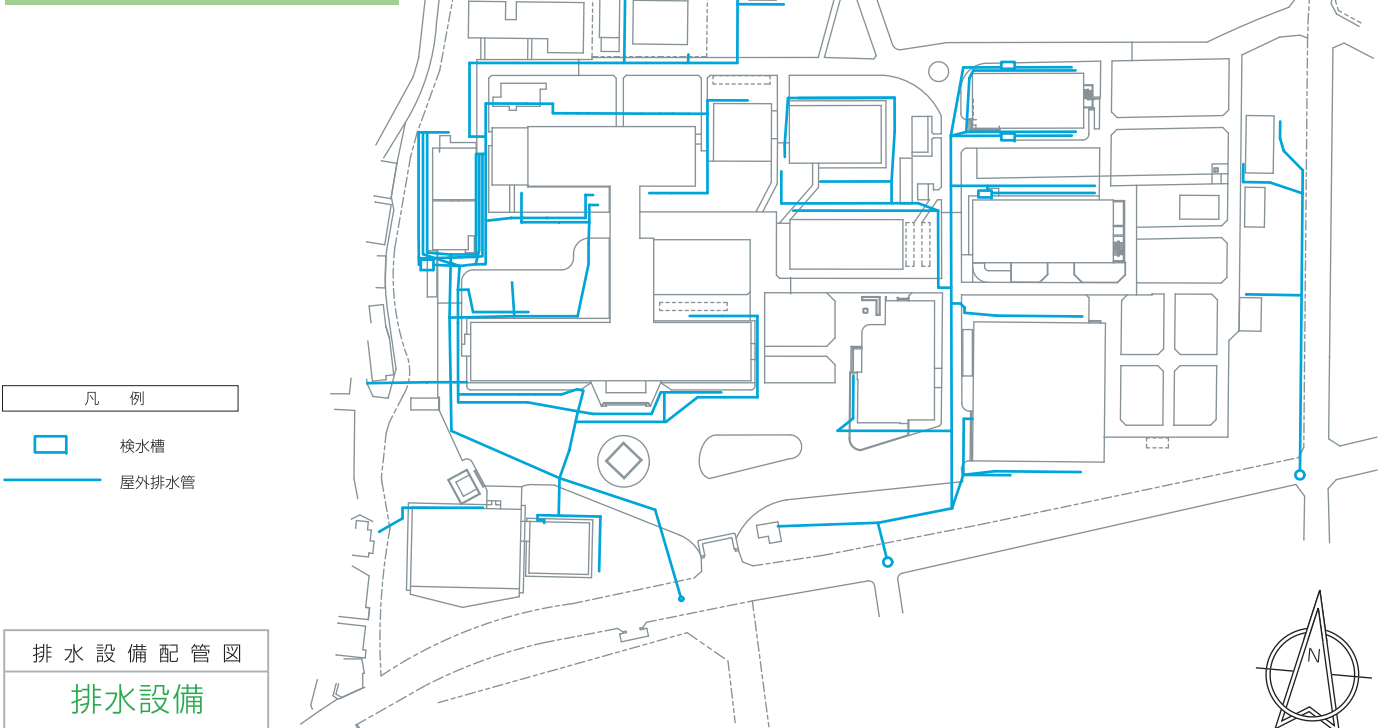 凡 例
検水槽
屋外排水管
排水設備配管図
排水設備
N